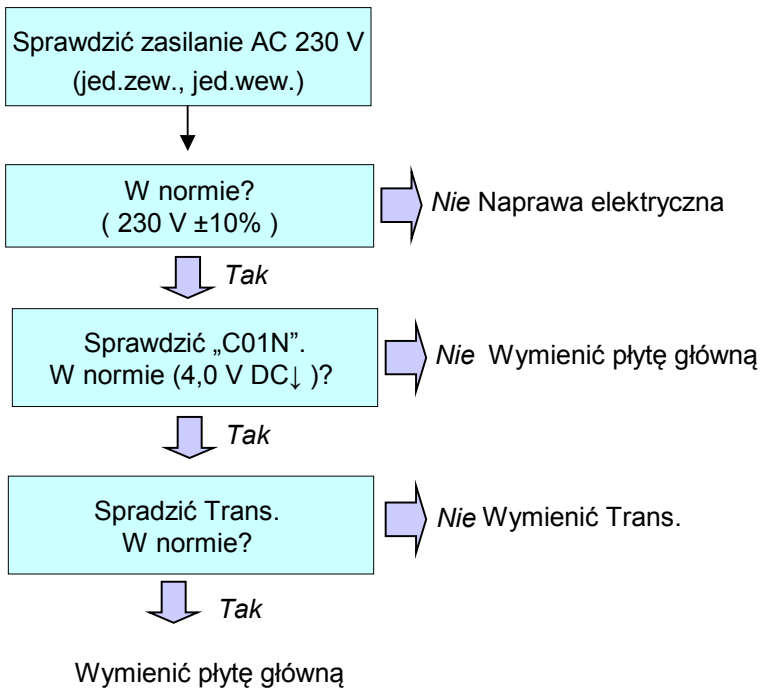 Sprawdzić zasilanie AC 230 V
(jed.zew., jed.wew.)
W normie?
( 230 V ±10% )
Nie Naprawa elektryczna
Tak
Sprawdzić „C01N”.
W normie (4,0 V DC↓ )?
Nie Wymienić płytę główną
Tak
Spradzić Trans.
W normie?
Nie Wymienić Trans.
Tak
Wymienić płytę główną